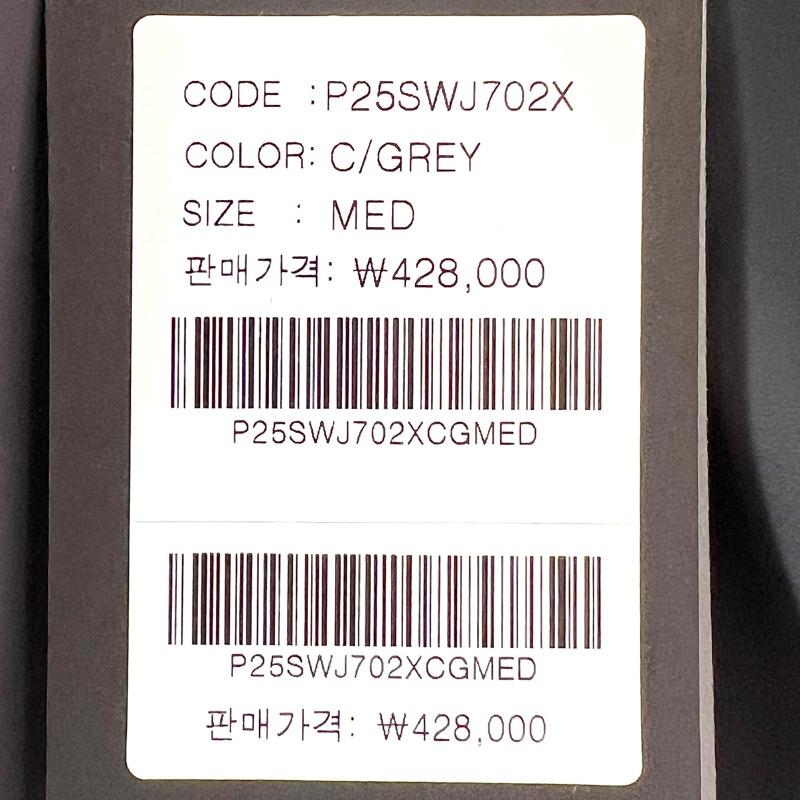 CODE :P25SWJ702X
COLOR: C/GREY
SIZE : MED
판매가격: ₩428,000
P25SWJ702XCGMED
P25SWJ702XCGMED
판매가격: ₩428,000